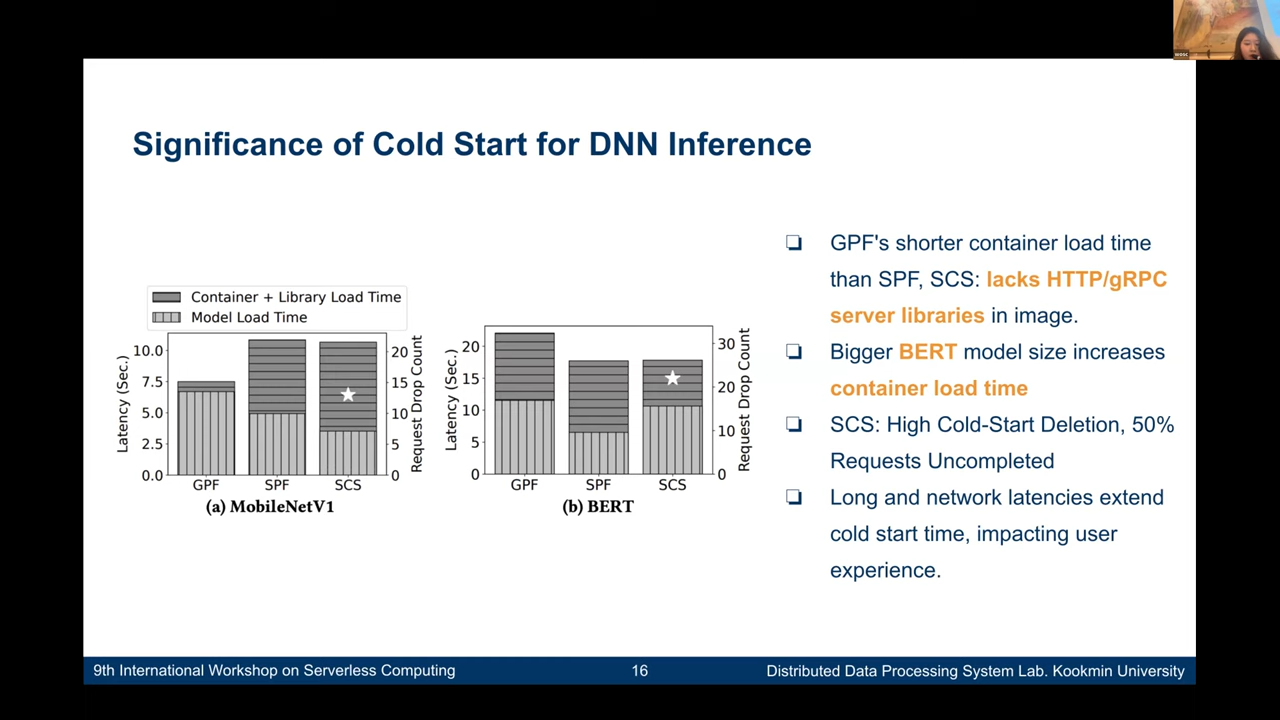 Significance of Cold Start for DNN Inference
Container + Library Load Time
Model Load Time
Latency (Sec.)
10.0
7.5
5.0
2.5
0.0
20
15
10
5
0
Request Drop Count
GPF
SPF
SCS
(a) MobileNetV1
Latency (Sec.)
20
15
10
5
0
30
20
10
0
Request Drop Count
GPF
SPF
SCS
(b) BERT
❏ GPF's shorter container load time
than SPF, SCS: lacks HTTP/gRPC
server libraries in image.
❏ Bigger BERT model size increases
container load time
❏ SCS: High Cold-Start Deletion, 50%
Requests Uncompleted
❏ Long and network latencies extend
cold start time, impacting user
experience.
9th International Workshop on Serverless Computing
16
Distributed Data Processing System Lab. Kookmin University